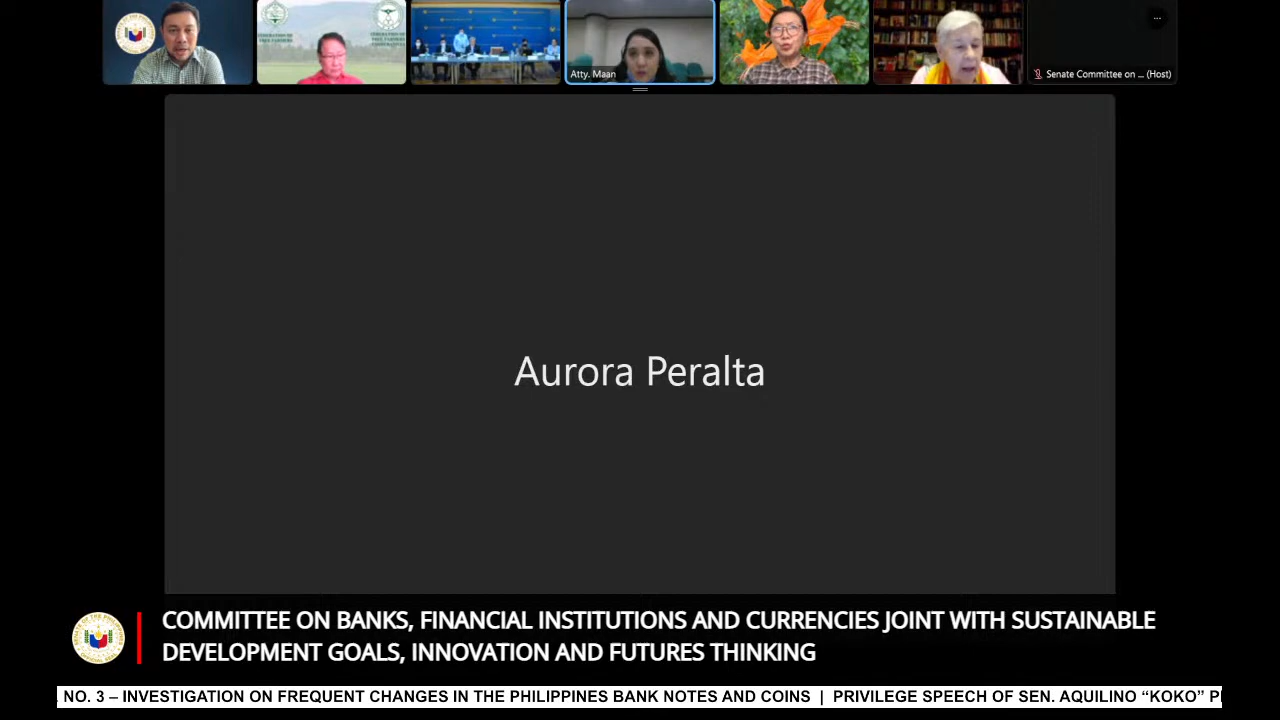 Atty. Maan
Senate Committee on ... (Host)
Aurora Peralta
COMMITTEE ON BANKS, FINANCIAL INSTITUTIONS AND CURRENCIES JOINT WITH SUSTAINABLE
DEVELOPMENT GOALS, INNOVATION AND FUTURES THINKING
NO. 3 – INVESTIGATION ON FREQUENT CHANGES IN THE PHILIPPINES BANK NOTES AND COINS | PRIVILEGE SPEECH OF SEN. AQUILINO “KOKO”